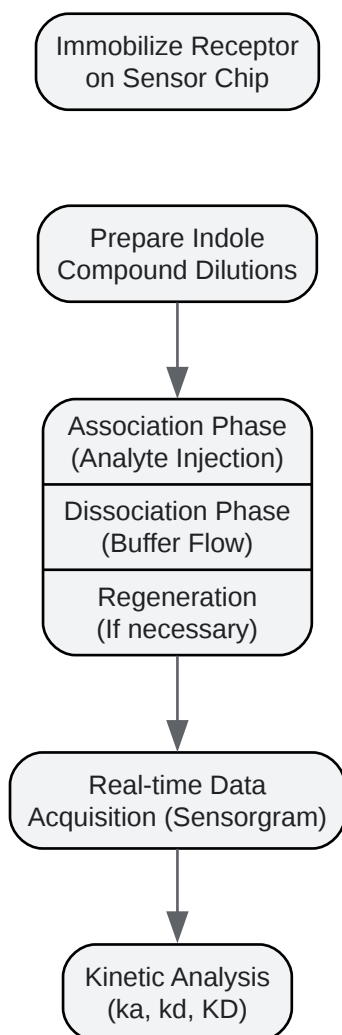 Immobilize Receptor
on Sensor Chip
Prepare Indole
Compound Dilutions
Association Phase
(Analyte Injection)
Dissociation Phase
(Buffer Flow)
Regeneration
(If necessary)
Real-time Data
Acquisition (Sensorgram)
Kinetic Analysis
(ka, kd, KD)